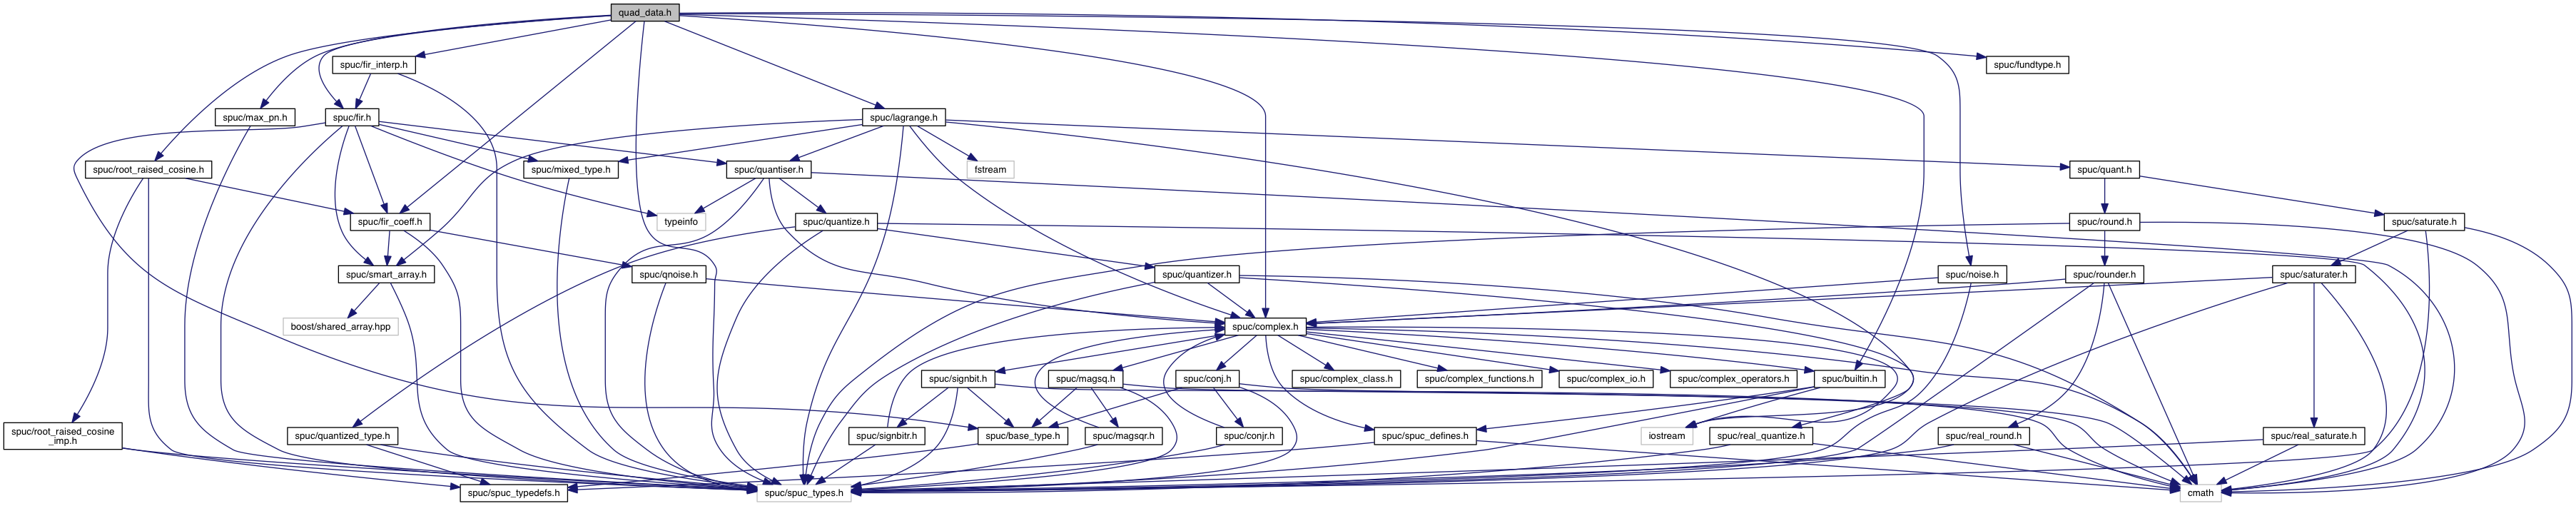 quad_data.h
spuc/fir_interp.h
spuc/fundtype.h
spuc/max_pn.h
spuc/fir.h
spuc/lagrange.h
spuc/root_raised_cosine.h
spuc/mixed_type.h
spuc/quantiser.h
fstream
spuc/quant.h
spuc/fir_coeff.h
typeinfo
spuc/quantize.h
spuc/round.h
spuc/saturate.h
spuc/smart_array.h
spuc/qnoise.h
spuc/quantizer.h
spuc/noise.h
spuc/rounder.h
spuc/saturater.h
boost/shared_array.hpp
spuc/complex.h
spuc/signbit.h
spuc/magsq.h
spuc/conj.h
spuc/complex_class.h
spuc/complex_functions.h
spuc/complex_io.h
spuc/complex_operators.h
spuc/builtin.h
spuc/root_raised_cosine
_imp.h
spuc/quantized_type.h
spuc/signbitr.h
spuc/base_type.h
spuc/magsqr.h
spuc/conjr.h
spuc/spuc_defines.h
iostream
spuc/real_quantize.h
spuc/real_round.h
spuc/real_saturate.h
spuc/spuc_typedefs.h
spuc/spuc_types.h
cmath